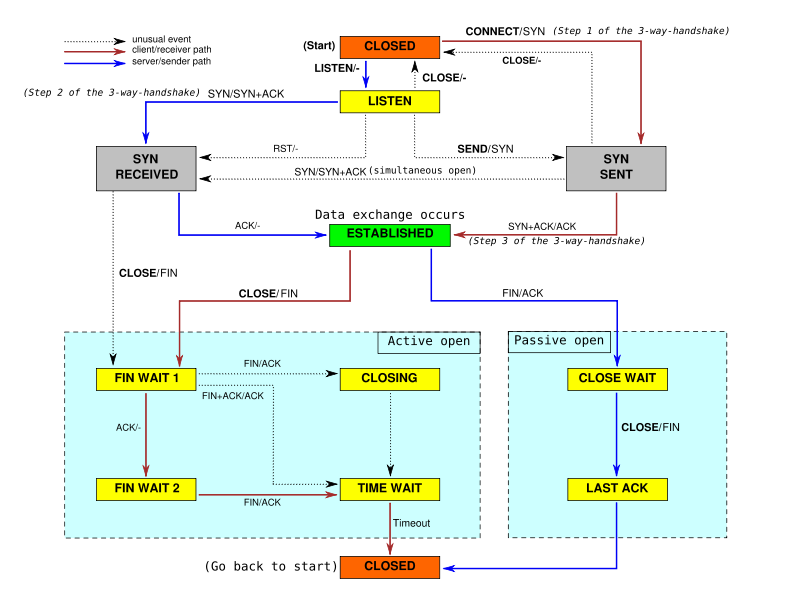 unusual event
client/receiver path
server/sender path
(Start)
CLOSED
CONNECT/SYN (Step 1 of the 3-way-handshake)
CLOSE/-
LISTEN/-
CLOSE/-
(Step 2 of the 3-way-handshake) SYN/SYN+ACK
LISTEN
RST/-
SEND/SYN
SYN
RECEIVED
SYN
SENT
SYN/SYN+ACK (simultaneous open)
Data exchange occurs
ACK/-
ESTABLISHED
SYN+ACK/ACK
(Step 3 of the 3-way-handshake)
CLOSE/FIN
CLOSE/FIN
FIN/ACK
Active open
Passive open
FIN WAIT 1
FIN/ACK
CLOSING
CLOSE WAIT
FIN+ACK/ACK
ACK/-
CLOSE/FIN
FIN WAIT 2
FIN/ACK
TIME WAIT
LAST ACK
Timeout
(Go back to start)
CLOSED